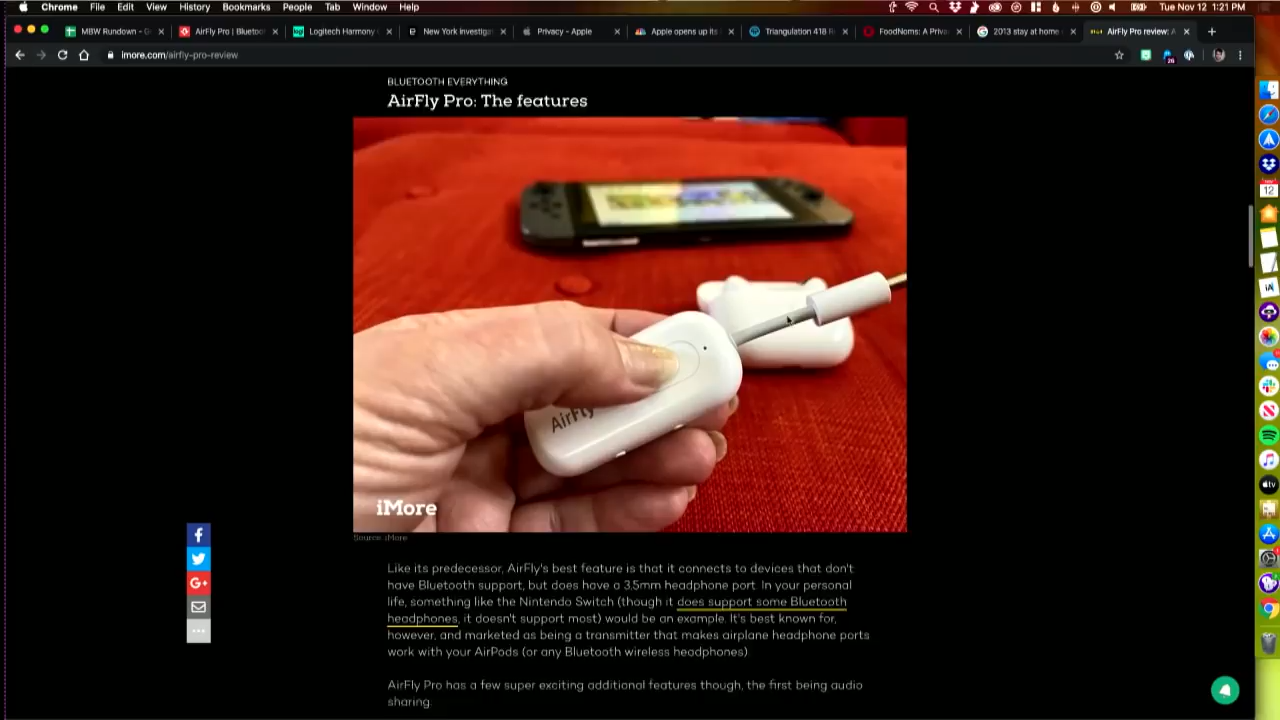 Chrome File Edit View History Bookmarks People Tab Window Help
Tue Nov 12 1:21 PM
MBW Rundown - G
AirFly Pro | Bluetoo
Logitech Harmony
New York Investiga
Privacy - Apple
Apple opens up its
Triangulation 418 R
FoodNoms: A Priva
2013 stay at home
AirFly Pro review: A
imore.com/airfly-pro-review
BLUETOOTH EVERYTHING
AirFly Pro: The features
AirFly
iMore
Source: iMore
Like its predecessor, AirFly's best feature is that it connects to devices that don't
have Bluetooth support, but does have a 3.5mm headphone port. In your personal
life, something like the Nintendo Switch (though it does support some Bluetooth
headphones, it doesn't support most) would be an example. It's best known for,
however, and marketed as being a transmitter that makes airplane headphone ports
work with your AirPods (or any Bluetooth wireless headphones)
AirFly Pro has a few super exciting additional features though, the first being audio
sharing.